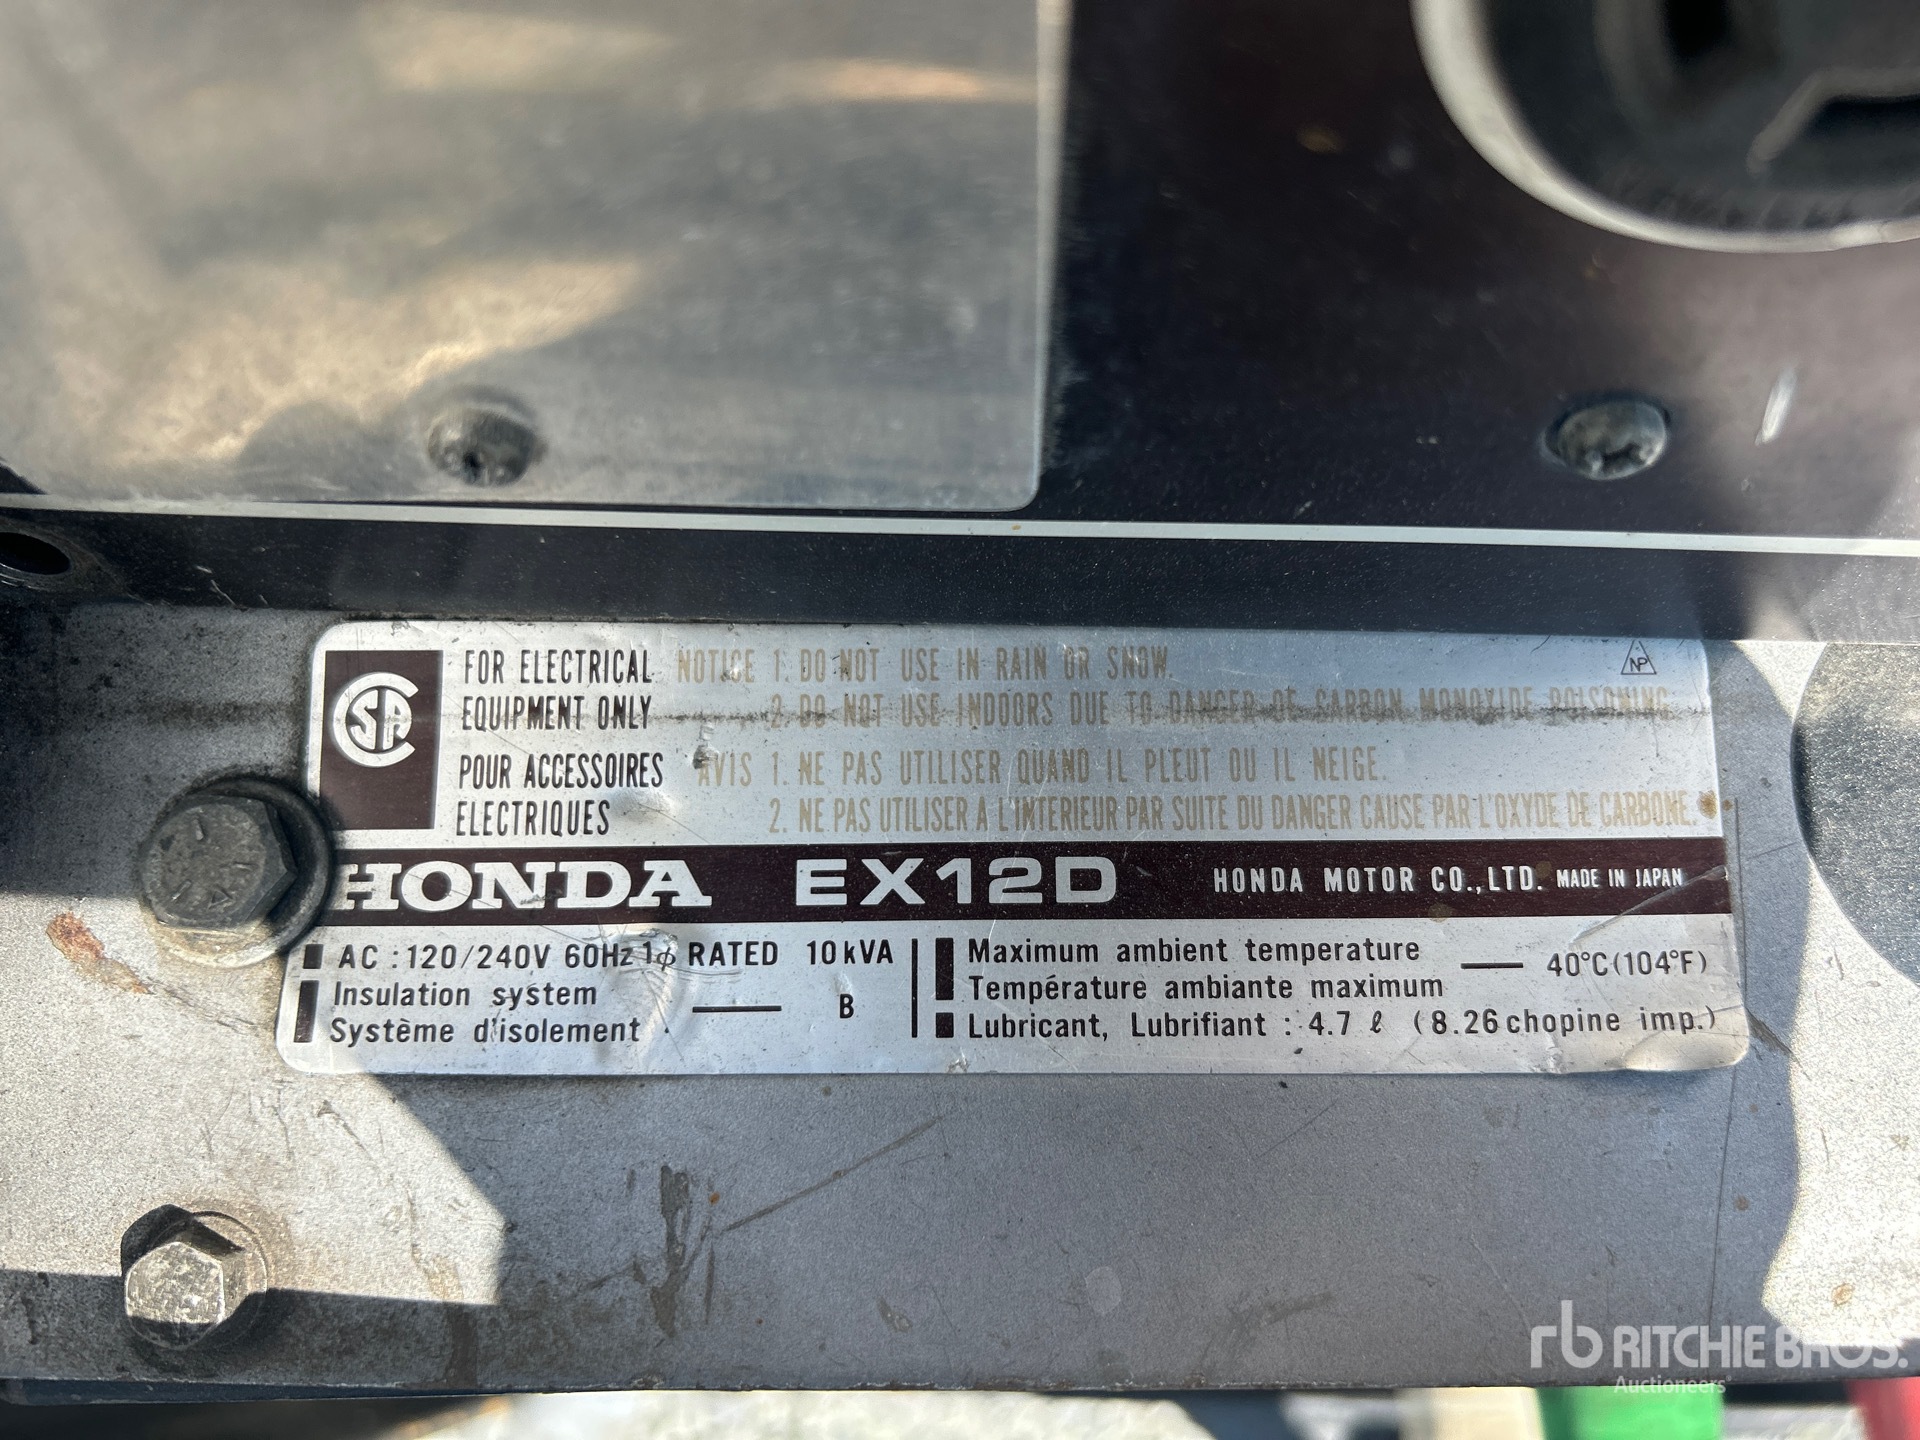 CSA
FOR ELECTRICAL NOTICE 1. DO NOT USE IN RAIN OR SNOW.
EQUIPMENT ONLY 2. DO NOT USE INDOORS DUE TO DANGER OF CARBON MONOXIDE POISONING.
NP
POUR ACCESSOIRES AVIS 1. NE PAS UTILISER QUAND IL PLEUT OU IL NEIGE.
ELECTRIQUES 2. NE PAS UTILISER A L'INTERIEUR PAR SUITE DU DANGER CAUSE PAR L'OXYDE DE CARBONE.
HONDA EX12D HONDA MOTOR CO., LTD. MADE IN JAPAN
AC : 120/240V 60Hz 1ϕ RATED 10kVA
Insulation system
Système d'isolement — B
Maximum ambient temperature
Température ambiante maximum — 40°C (104°F)
Lubricant, Lubrifiant : 4.7 ℓ (8.26 chopine imp.)
rb RITCHIE BROS.
Auctioneers